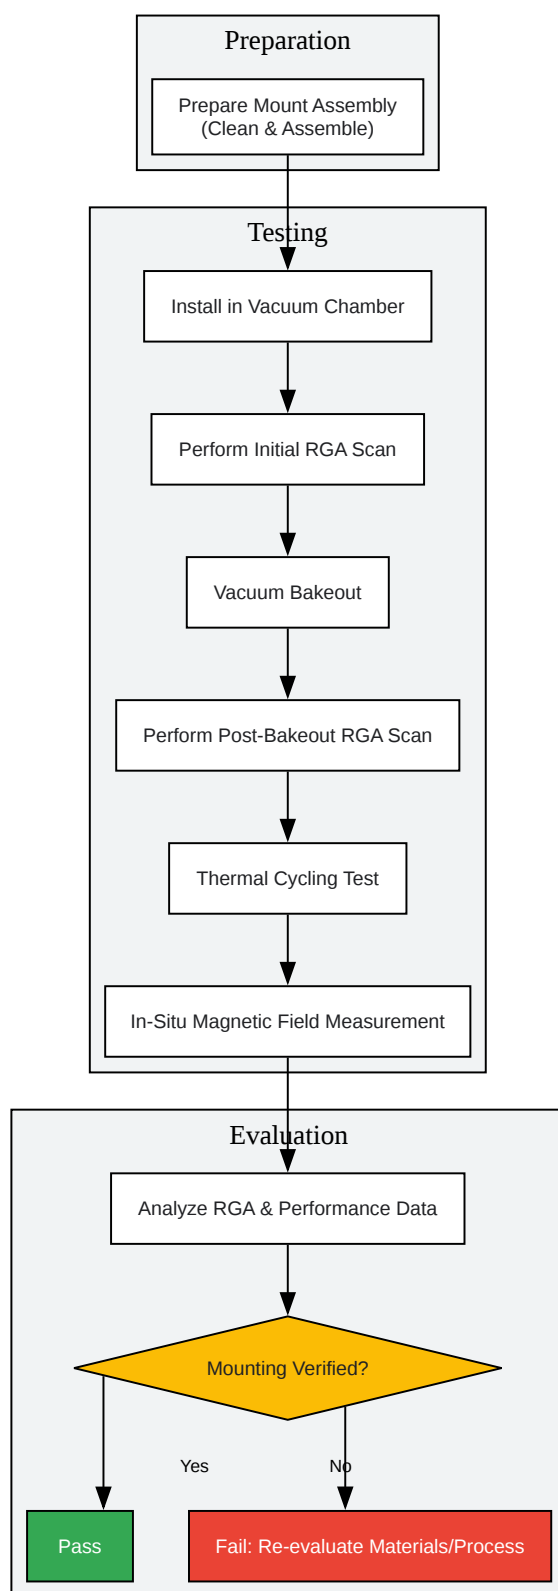 Preparation
Prepare Mount Assembly
(Clean & Assemble)
Testing
Install in Vacuum Chamber
Perform Initial RGA Scan
Vacuum Bakeout
Perform Post-Bakeout RGA Scan
Thermal Cycling Test
In-Situ Magnetic Field Measurement
Evaluation
Analyze RGA & Performance Data
Mounting Verified?
Yes
No
Pass
Fail: Re-evaluate Materials/Process